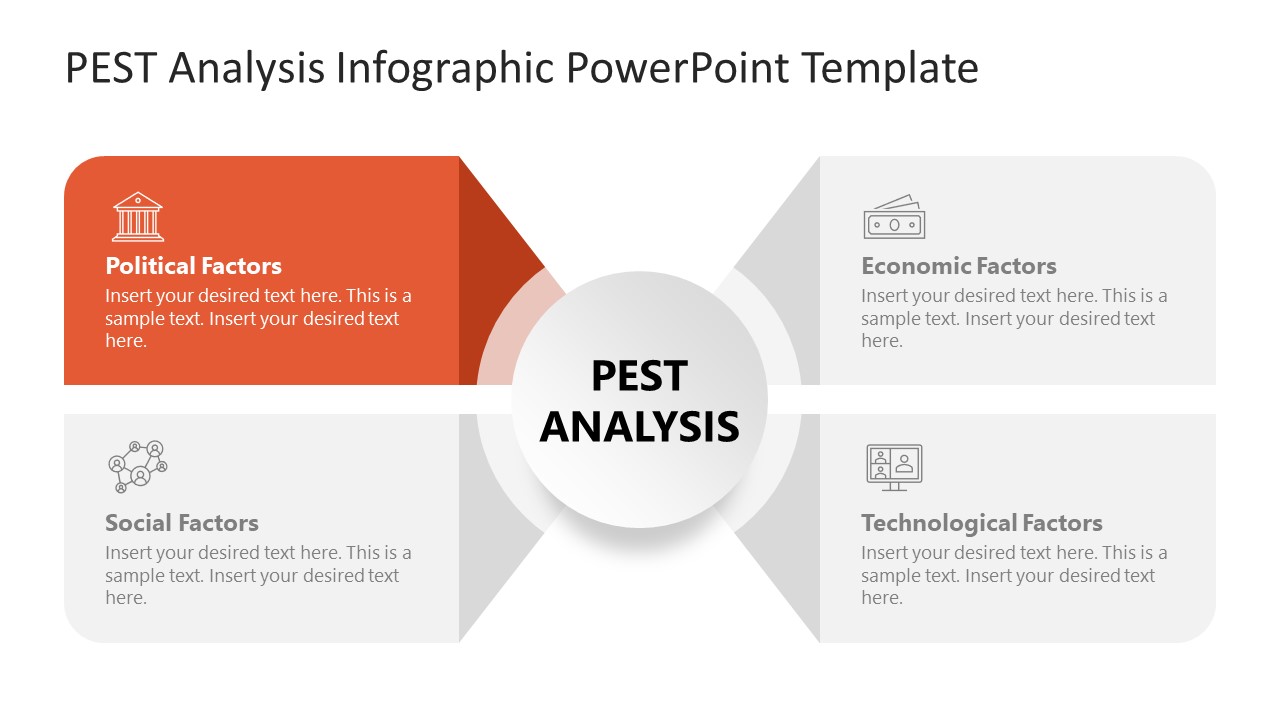 PEST Analysis Infographic PowerPoint Template
Political Factors
Insert your desired text here. This is a
sample text. Insert your desired text
here.
Economic Factors
Insert your desired text here. This is a
sample text. Insert your desired text
here.
PEST
ANALYSIS
Social Factors
Insert your desired text here. This is a
sample text. Insert your desired text
here.
Technological Factors
Insert your desired text here. This is a
sample text. Insert your desired text
here.